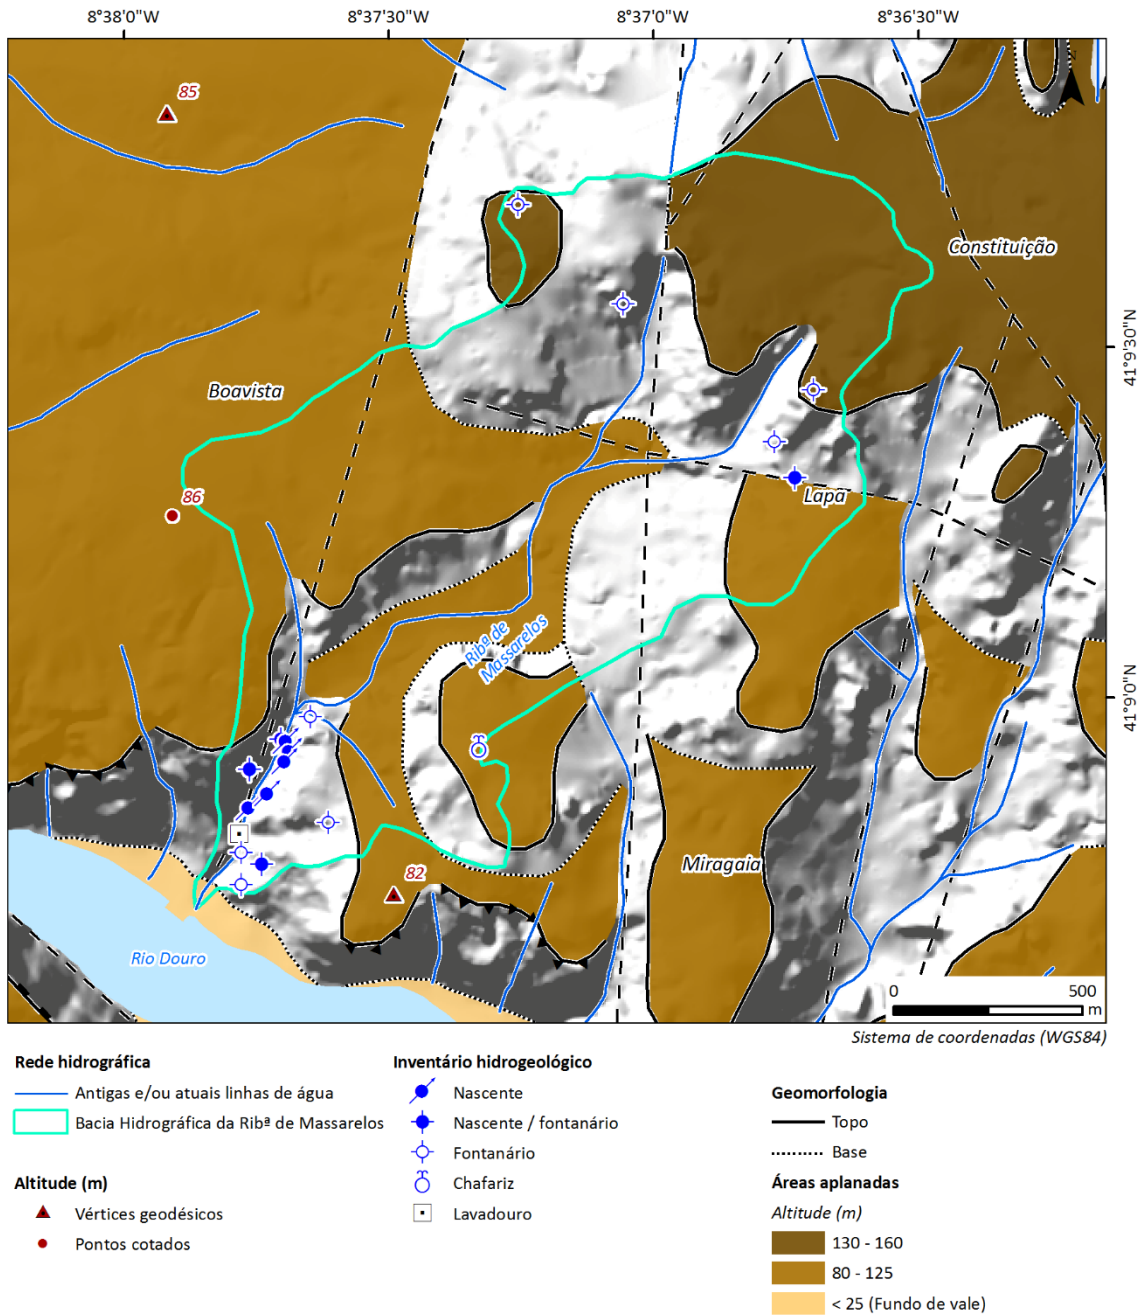 8°38'0"W
8°37'30"W
8°37'0"W
8°36'30"W
85
Constituição
41°9'30"N
Boavista
86
Lapa
Ribª de
Massarelos
41°9'0"N
Miragaia
82
Rio Douro
0
500
m
Sistema de coordenadas (WGS84)
Rede hidrográfica
Antigas e/ou atuais linhas de água
Bacia Hidrográfica da Ribª de Massarelos
Altitude (m)
Vértices geodésicos
Pontos cotados
Inventário hidrogeológico
Nascente
Nascente / fontanário
Fontanário
Chafariz
Lavadouro
Geomorfologia
Topo
Base
Áreas aplanadas
Altitude (m)
130 - 160
80 - 125
< 25 (Fundo de vale)